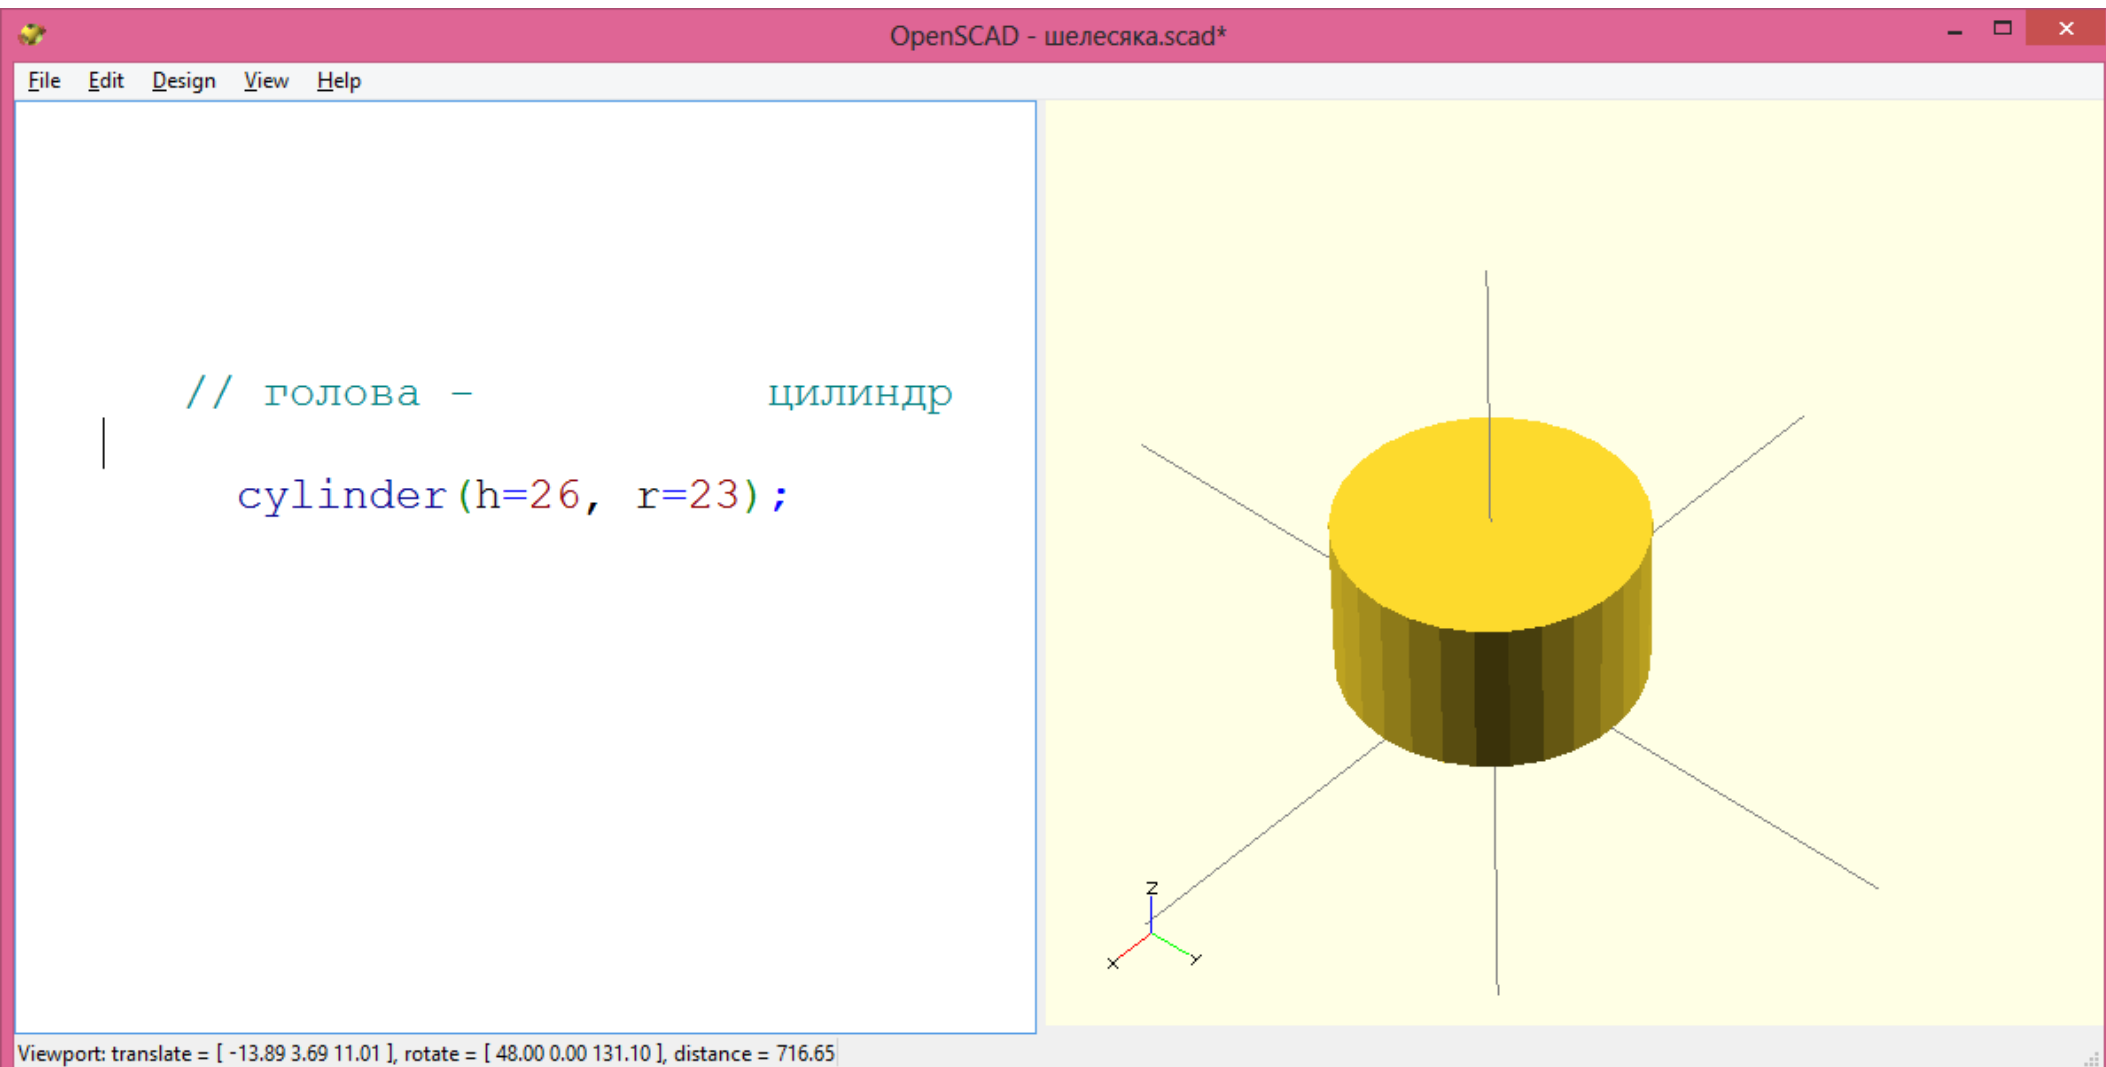 OpenSCAD - шелесяка.scad*
File Edit Design View Help
// голова - цилиндр
cylinder(h=26, r=23);
Z
X Y
Viewport: translate = [ -13.89 3.69 11.01 ], rotate = [ 48.00 0.00 131.10 ], distance = 716.65